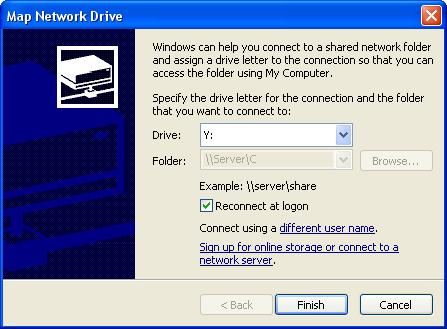 Map Network Drive
Windows can help you connect to a shared network folder
and assign a drive letter to the connection so that you can
access the folder using My Computer.
Specify the drive letter for the connection and the folder
that you want to connect to:
Drive: Y:
Folder: \\Server\C Browse...
Example: \\server\share
Reconnect at logon
Connect using a different user name.
Sign up for online storage or connect to a
network server.
< Back Finish Cancel